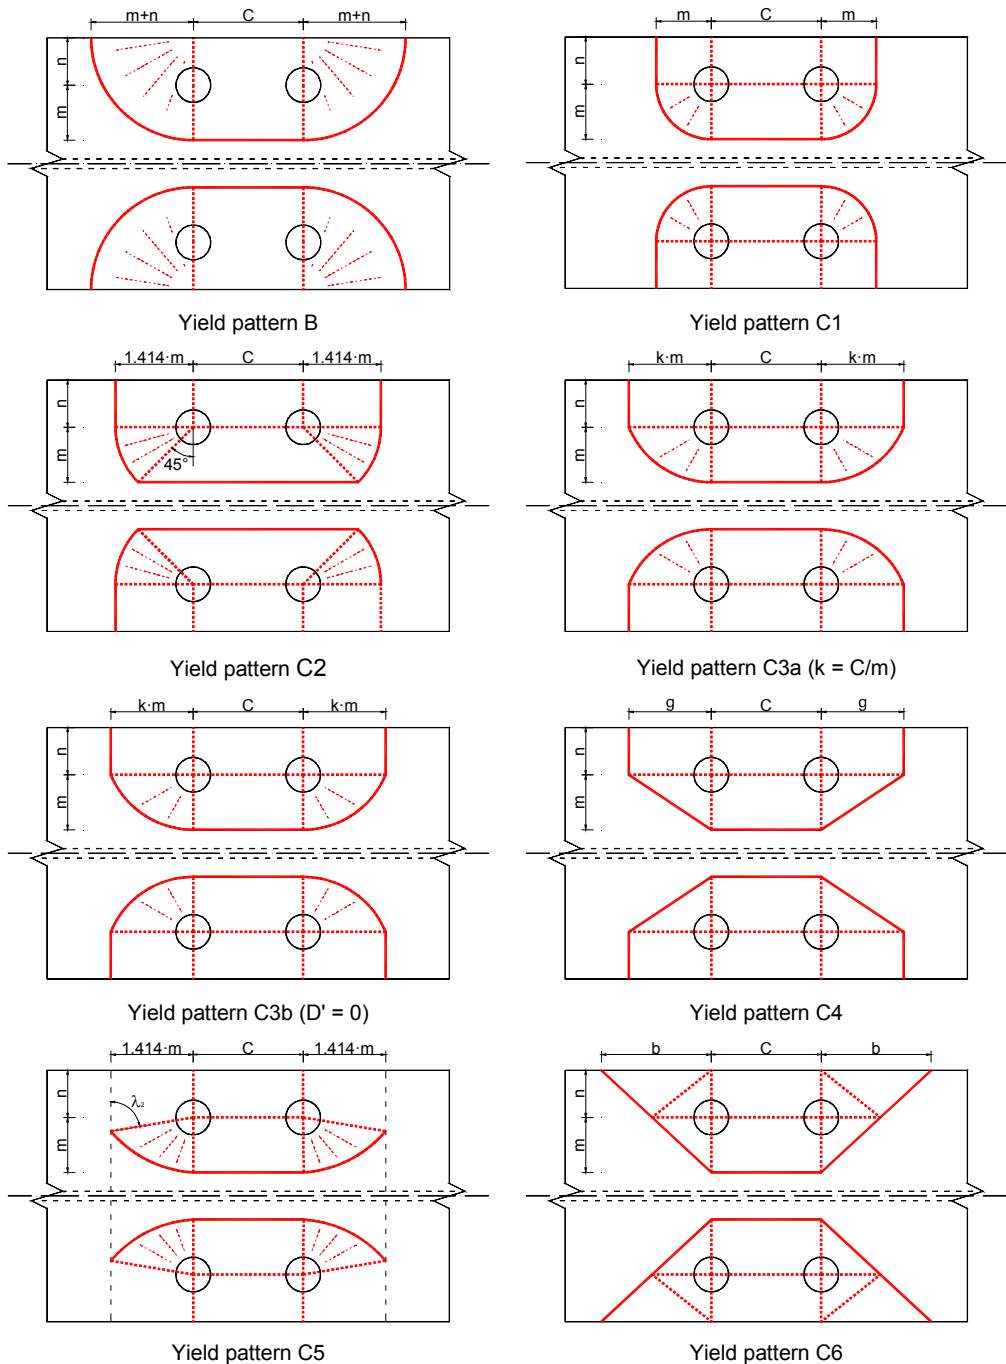 m+n C m+n
n
m
Yield pattern B
m C m
n
m
Yield pattern C1
1.414·m C 1.414·m
n
m
45°
Yield pattern C2
k·m C k·m
n
m
Yield pattern C3a (k = C/m)
k·m C k·m
n
m
Yield pattern C3b (D' = 0)
g C g
n
m
Yield pattern C4
1.414·m C 1.414·m
n
m
λ₂
Yield pattern C5
b C b
n
m
Yield pattern C6